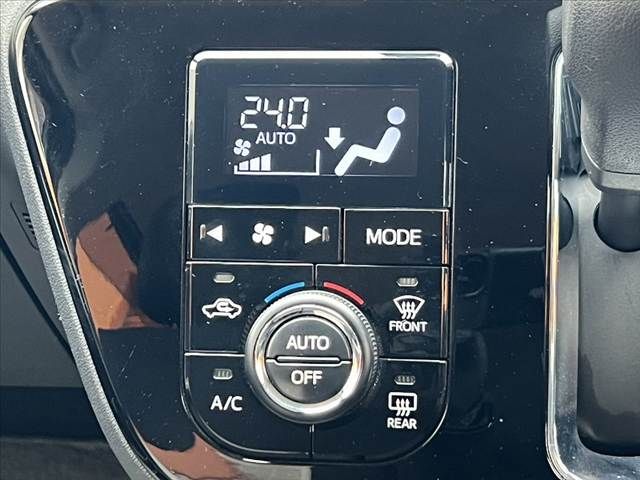 24.0
AUTO
MODE
AUTO
OFF
FRONT
A/C
REAR